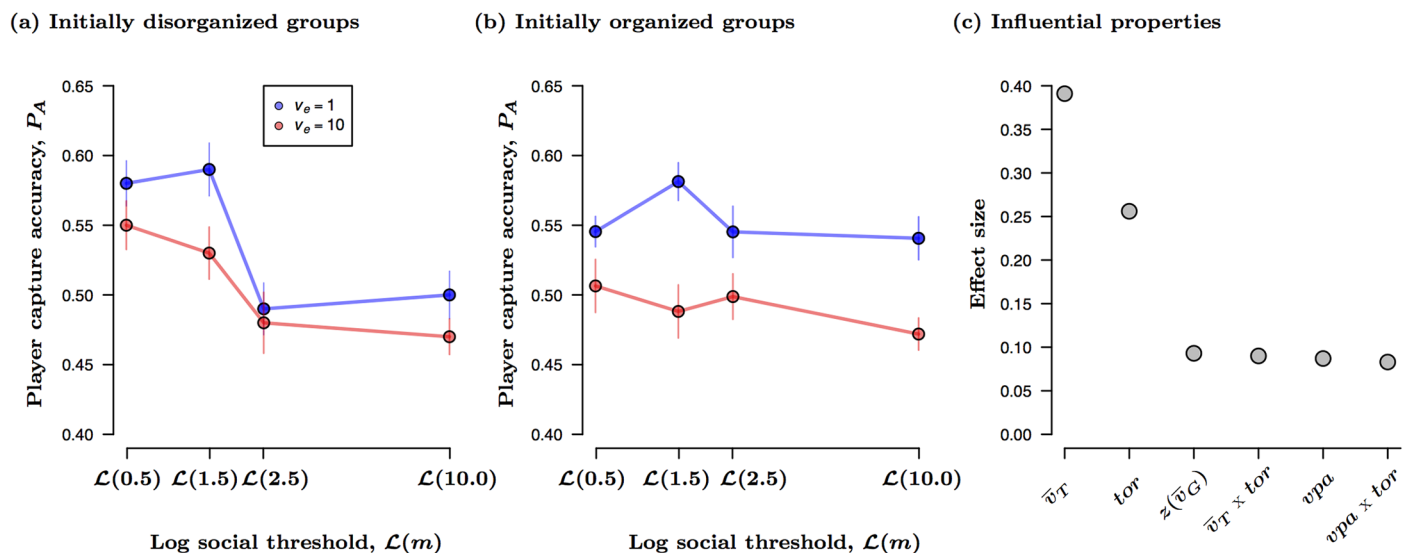 (a) Initially disorganized groups
(b) Initially organized groups
(c) Influential properties
Player capture accuracy, P_A
0.65
0.60
0.55
0.50
0.45
0.40
v_e = 1
v_e = 10
ℒ(0.5) ℒ(1.5) ℒ(2.5) ℒ(10.0)
Log social threshold, ℒ(m)
Player capture accuracy, P_A
0.65
0.60
0.55
0.50
0.45
0.40
ℒ(0.5) ℒ(1.5) ℒ(2.5) ℒ(10.0)
Log social threshold, ℒ(m)
Effect size
0.40
0.35
0.30
0.25
0.20
0.15
0.10
0.05
0.00
v̅_T
tor
z(v̅_G)
v̅_T x tor
vpa
vpa x tor